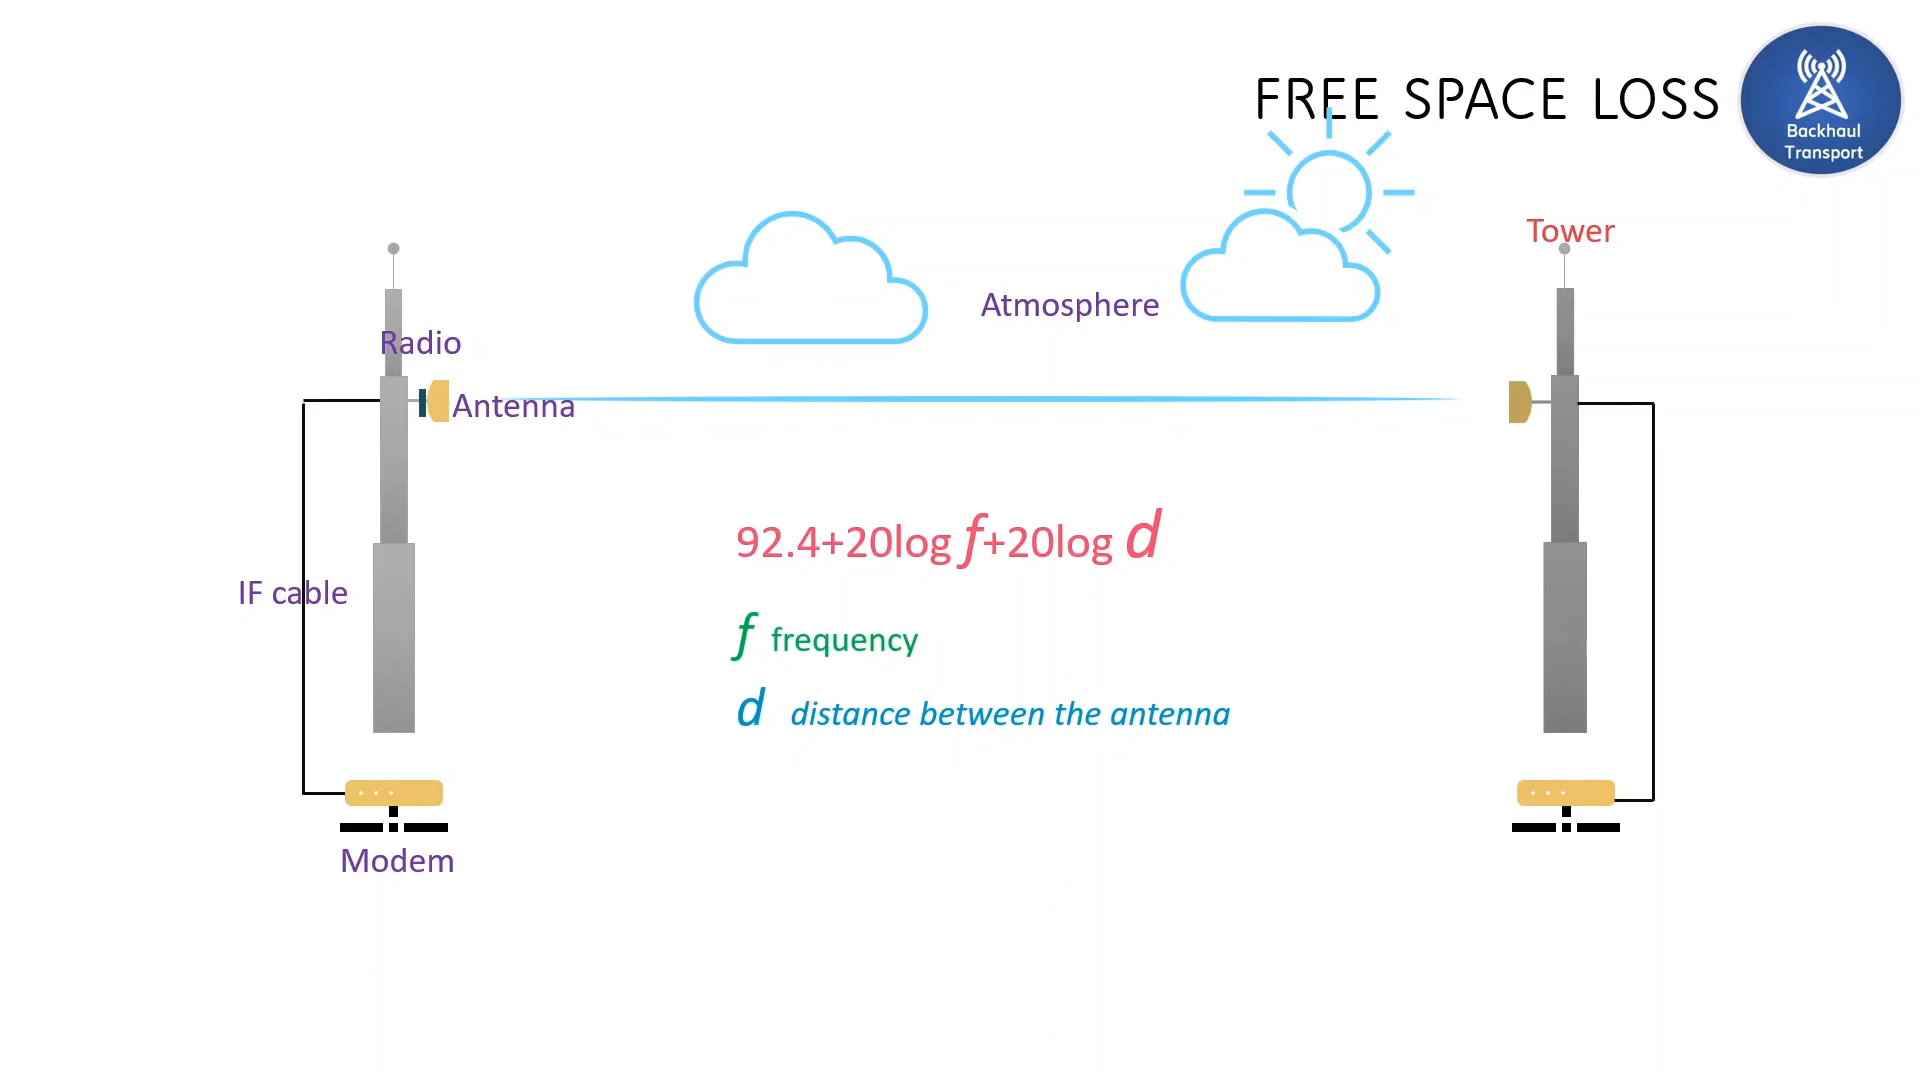 FREE SPACE LOSS
Backhaul
Transport
Tower
Atmosphere
Radio
Antenna
92.4+20log f+20log d
IF cable
f frequency
d distance between the antenna
Modem